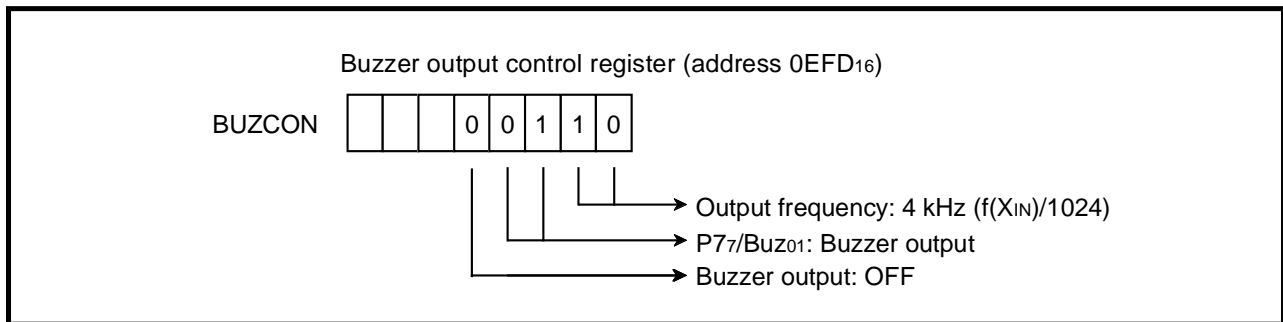 Buzzer output control register (address 0EFD16)
BUZCON 0 0 1 1 0
Output frequency: 4 kHz (f(XIN)/1024)
P77/Buz01: Buzzer output
Buzzer output: OFF